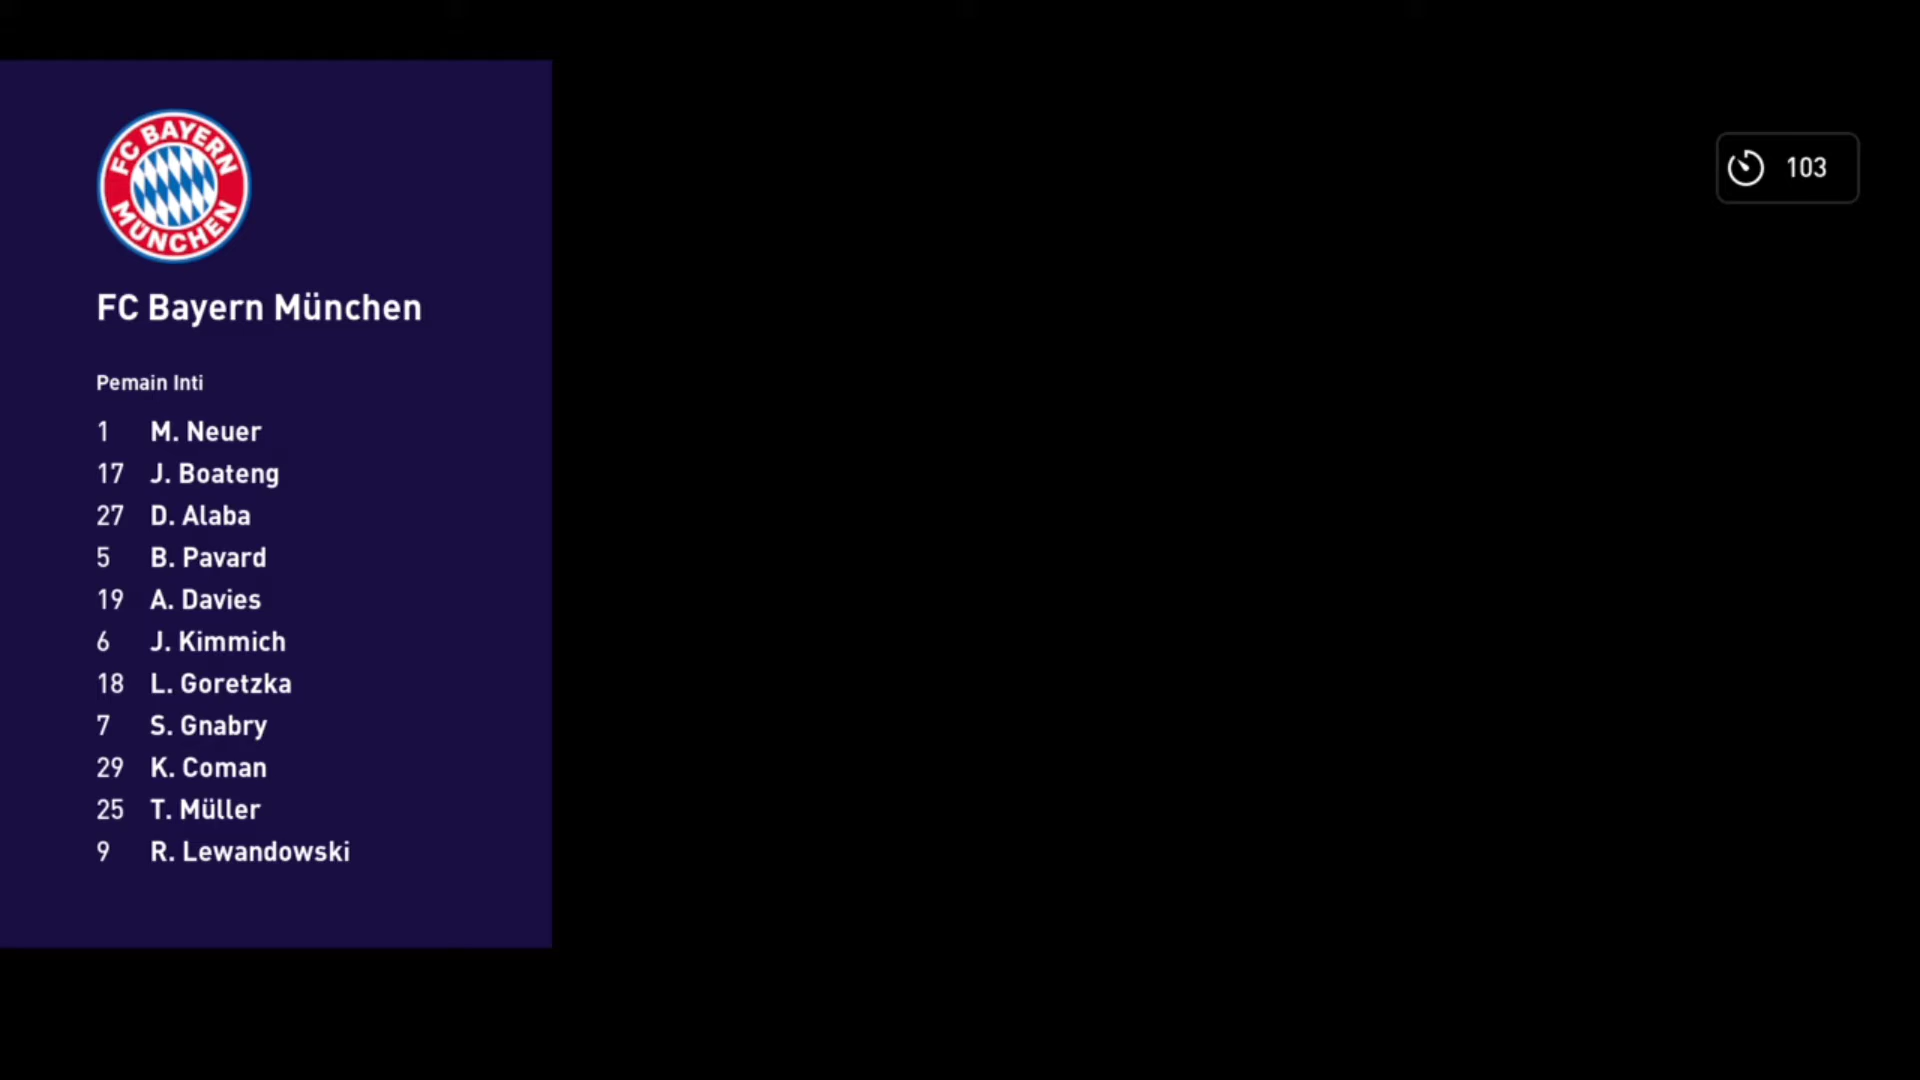 FC BAYERN
MÜNCHEN
103
FC Bayern München
Pemain Inti
1 M. Neuer
17 J. Boateng
27 D. Alaba
5 B. Pavard
19 A. Davies
6 J. Kimmich
18 L. Goretzka
7 S. Gnabry
29 K. Coman
25 T. Müller
9 R. Lewandowski